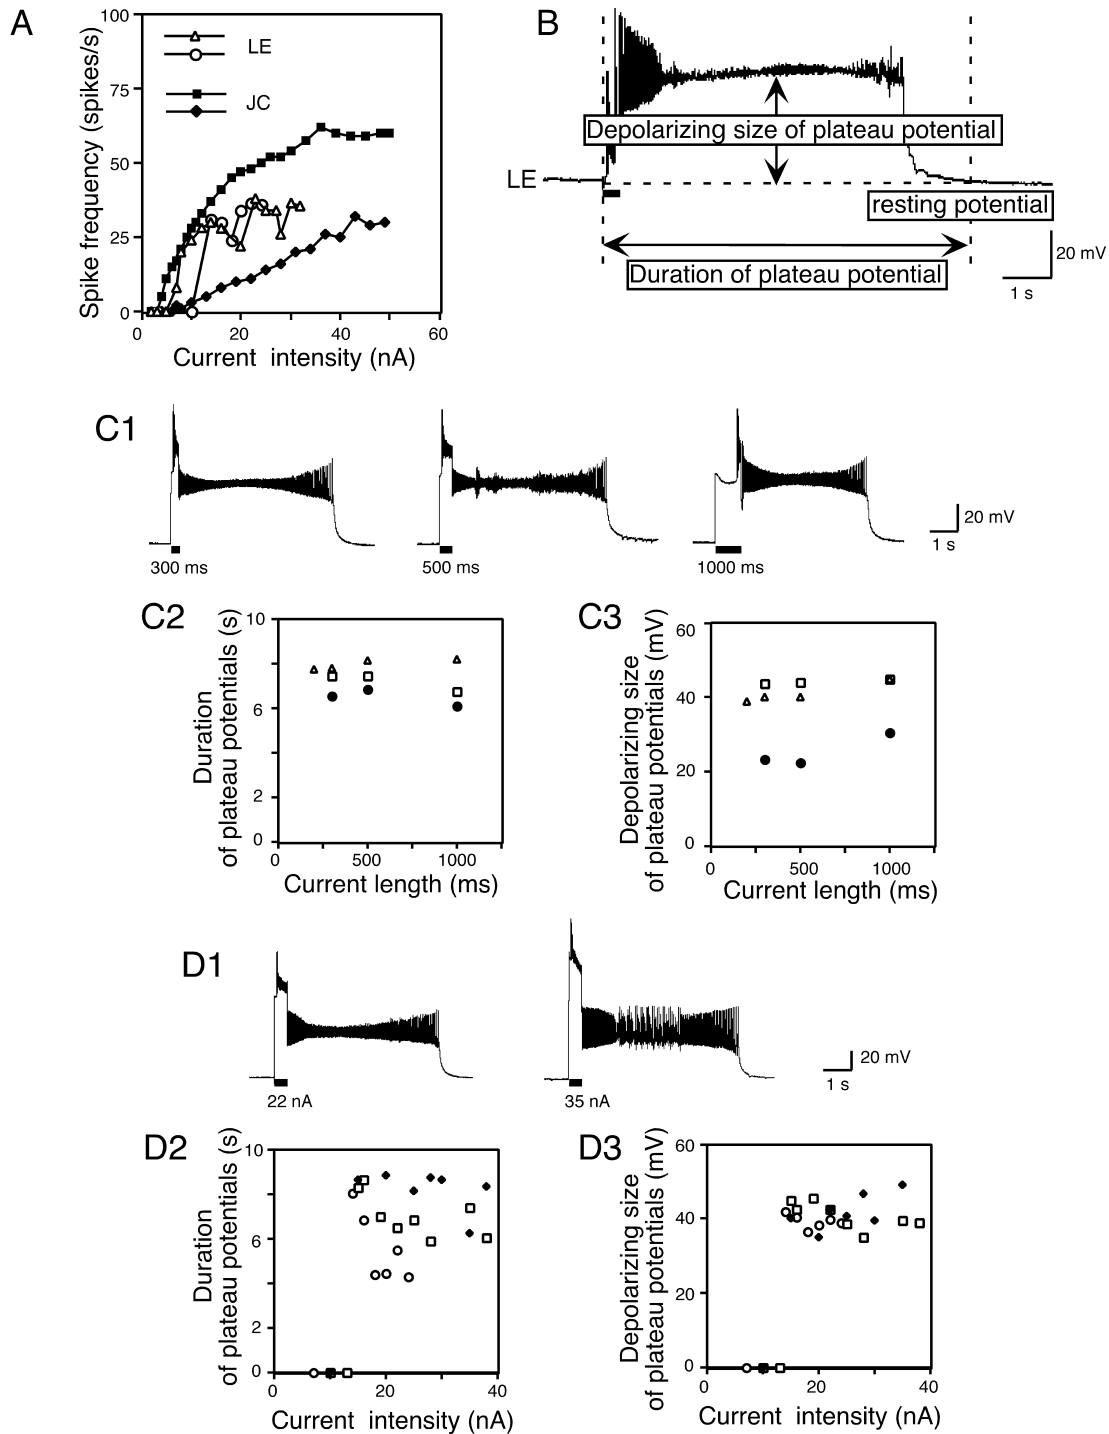 A
Spike frequency (spikes/s)
100
75
50
25
0
LE
JC
0
20
40
60
Current intensity (nA)
B
Depolarizing size of plateau potential
LE
resting potential
Duration of plateau potential
20 mV
1 s
C1
300 ms
500 ms
1000 ms
20 mV
1 s
C2
Duration
of plateau potentials (s)
10
6
2
0
0
500
1000
Current length (ms)
C3
Depolarizing size
of plateau potentials (mV)
60
40
20
0
0
500
1000
Current length (ms)
D1
22 nA
35 nA
20 mV
1 s
D2
Duration
of plateau potentials (s)
10
6
2
0
0
20
40
Current intensity (nA)
D3
Depolarizing size
of plateau potentials (mV)
60
40
20
0
0
20
40
Current intensity (nA)